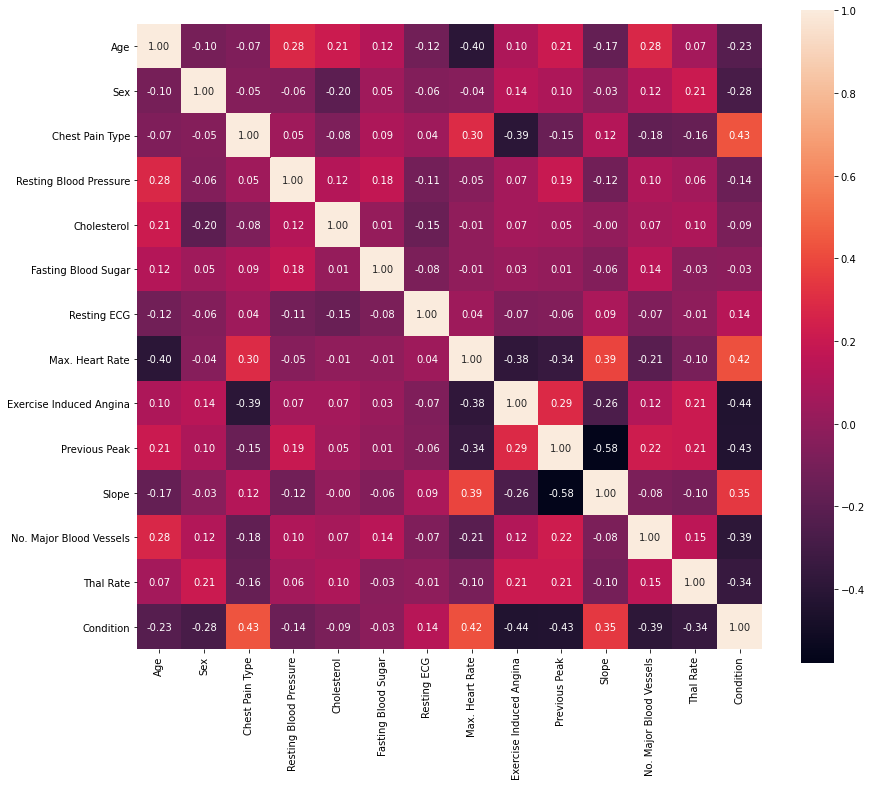 1.0
Age 1.00 -0.10 -0.07 0.28 0.21 0.12 -0.12 -0.40 0.10 0.21 -0.17 0.28 0.07 -0.23
Sex -0.10 1.00 -0.05 -0.06 -0.20 0.05 -0.06 -0.04 0.14 0.10 -0.03 0.12 0.21 -0.28
0.8
Chest Pain Type -0.07 -0.05 1.00 0.05 -0.08 0.09 0.04 0.30 -0.39 -0.15 0.12 -0.18 -0.16 0.43
Resting Blood Pressure 0.28 -0.06 0.05 1.00 0.12 0.18 -0.11 -0.05 0.07 0.19 -0.12 0.10 0.06 -0.14
0.6
Cholesterol 0.21 -0.20 -0.08 0.12 1.00 0.01 -0.15 -0.01 0.07 0.05 -0.00 0.07 0.10 -0.09
0.4
Fasting Blood Sugar 0.12 0.05 0.09 0.18 0.01 1.00 -0.08 -0.01 0.03 0.01 -0.06 0.14 -0.03 -0.03
Resting ECG -0.12 -0.06 0.04 -0.11 -0.15 -0.08 1.00 0.04 -0.07 -0.06 0.09 -0.07 -0.01 0.14
0.2
Max. Heart Rate -0.40 -0.04 0.30 -0.05 -0.01 -0.01 0.04 1.00 -0.38 -0.34 0.39 -0.21 -0.10 0.42
Exercise Induced Angina 0.10 0.14 -0.39 0.07 0.07 0.03 -0.07 -0.38 1.00 0.29 -0.26 0.12 0.21 -0.44
0.0
Previous Peak 0.21 0.10 -0.15 0.19 0.05 0.01 -0.06 -0.34 0.29 1.00 -0.58 0.22 0.21 -0.43
Slope -0.17 -0.03 0.12 -0.12 -0.00 -0.06 0.09 0.39 -0.26 -0.58 1.00 -0.08 -0.10 0.35
−0.2
No. Major Blood Vessels 0.28 0.12 -0.18 0.10 0.07 0.14 -0.07 -0.21 0.12 0.22 -0.08 1.00 0.15 -0.39
Thal Rate 0.07 0.21 -0.16 0.06 0.10 -0.03 -0.01 -0.10 0.21 0.21 -0.10 0.15 1.00 -0.34
−0.4
Condition -0.23 -0.28 0.43 -0.14 -0.09 -0.03 0.14 0.42 -0.44 -0.43 0.35 -0.39 -0.34 1.00
Age
Sex
Chest Pain Type
Resting Blood Pressure
Cholesterol
Fasting Blood Sugar
Resting ECG
Max. Heart Rate
Exercise Induced Angina
Previous Peak
Slope
No. Major Blood Vessels
Thal Rate
Condition